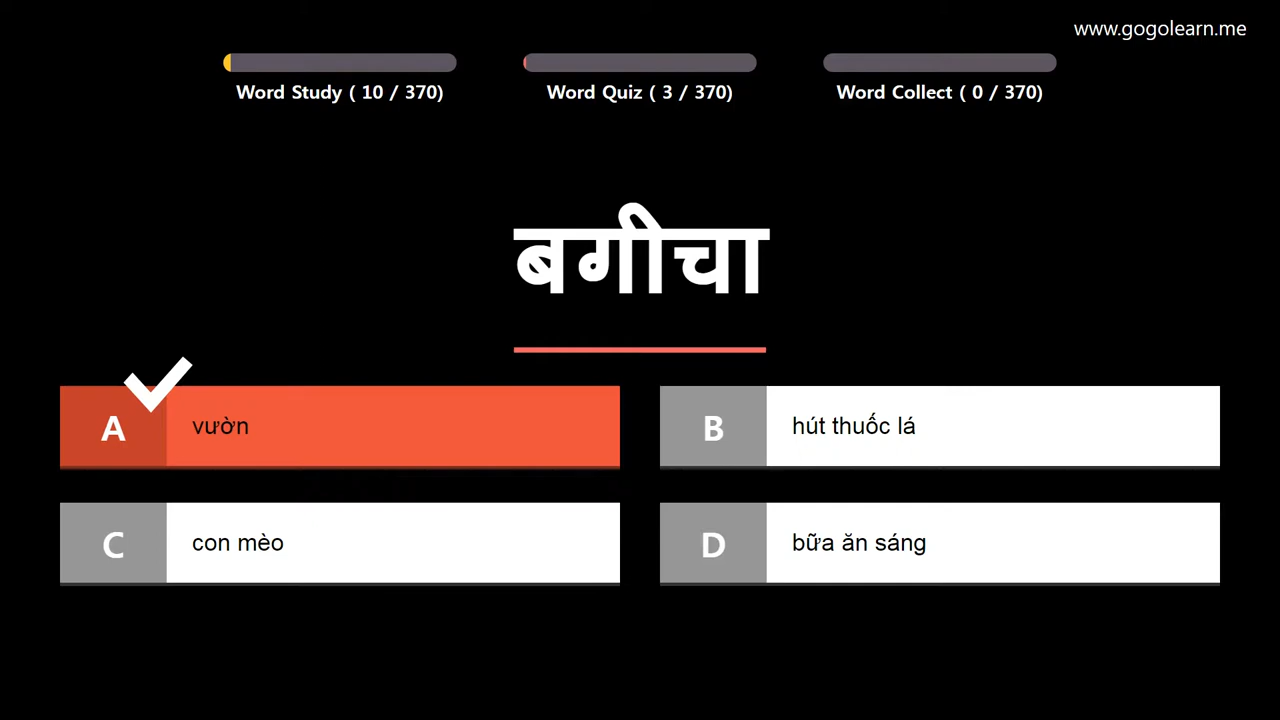 www.gogolearn.me
Word Study ( 10 / 370)
Word Quiz ( 3 / 370)
Word Collect ( 0 / 370)
बगीचा
A
vườn
B
hút thuốc lá
C
con mèo
D
bữa ăn sáng